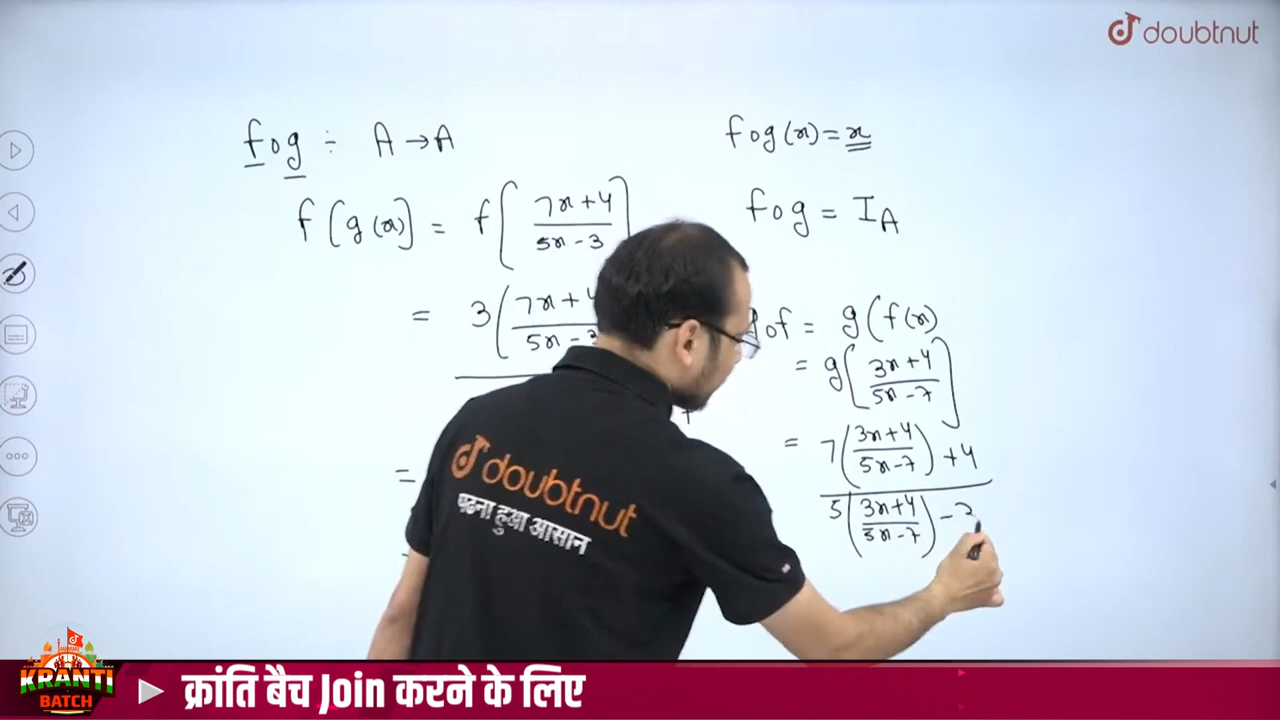 doubtnut
fog ÷ A→A
f[g(x)] = f[(7x+4)/(5x-3)]
= 3((7x+4
5x-3
=
fog(x)=x
fog = I_A
gof = g(f(x)
= g[(3x+4)/(5x-7)]
= 7((3x+4)/(5x-7)) +4
5((3x+4)/(5x-7)) -3
doubtnut
पढना हुआ आसान
KRANTI
BATCH
क्रांति बैच Join करने के लिए